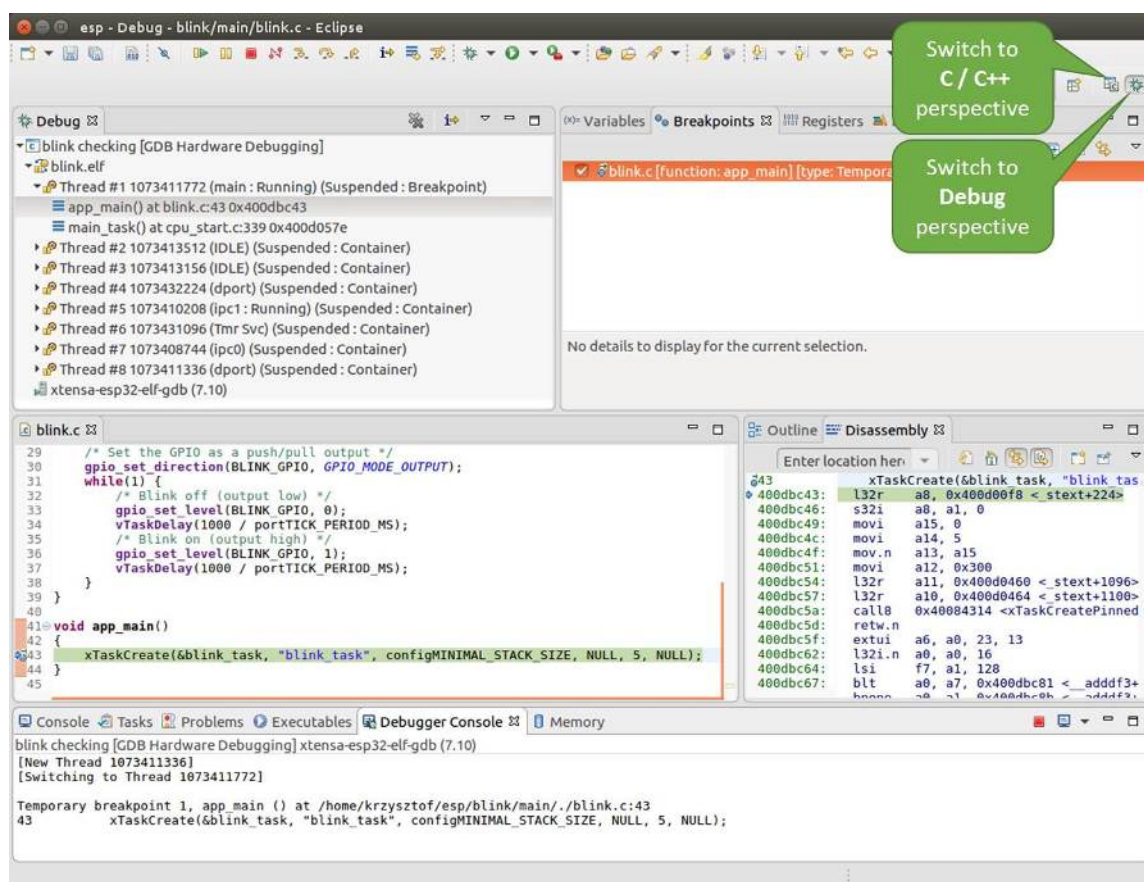 esp - Debug - blink/main/blink.c - Eclipse
Switch to
C / C++
perspective
Debug
blink checking [GDB Hardware Debugging]
blink.elf
Thread #1 1073411772 (main : Running) (Suspended : Breakpoint)
app_main() at blink.c:43 0x400dbc43
main_task() at cpu_start.c:339 0x400d057e
Thread #2 1073413512 (IDLE) (Suspended : Container)
Thread #3 1073413156 (IDLE) (Suspended : Container)
Thread #4 1073432224 (dport) (Suspended : Container)
Thread #5 1073410208 (ipc1 : Running) (Suspended : Container)
Thread #6 1073431096 (Tmr Svc) (Suspended : Container)
Thread #7 1073408744 (ipc0) (Suspended : Container)
Thread #8 1073411336 (dport) (Suspended : Container)
xtensa-esp32-elf-gdb (7.10)
(x)= Variables Breakpoints Registers
blink.c [function: app_main] [type: Tempora
Switch to
Debug
perspective
No details to display for the current selection.
blink.c
29 /* Set the GPIO as a push/pull output */
30 gpio_set_direction(BLINK_GPIO, GPIO_MODE_OUTPUT);
31 while(1) {
32 /* Blink off (output low) */
33 gpio_set_level(BLINK_GPIO, 0);
34 vTaskDelay(1000 / portTICK_PERIOD_MS);
35 /* Blink on (output high) */
36 gpio_set_level(BLINK_GPIO, 1);
37 vTaskDelay(1000 / portTICK_PERIOD_MS);
38 }
39 }
40
41 void app_main()
42 {
43 xTaskCreate(&blink_task, "blink_task", configMINIMAL_STACK_SIZE, NULL, 5, NULL);
44 }
45
Outline Disassembly
Enter location her
43 xTaskCreate(&blink_task, "blink_tas
400dbc43: l32r a8, 0x400d00f8 <_stext+224>
400dbc46: s32i a8, a1, 0
400dbc49: movi a15, 0
400dbc4c: movi a14, 5
400dbc4f: mov.n a13, a15
400dbc51: movi a12, 0x300
400dbc54: l32r a11, 0x400d0460 <_stext+1096>
400dbc57: l32r a10, 0x400d0464 <_stext+1100>
400dbc5a: call8 0x40084314 <xTaskCreatePinned
400dbc5d: retw.n
400dbc5f: extui a6, a0, 23, 13
400dbc62: l32i.n a0, a0, 16
400dbc64: lsi f7, a1, 128
400dbc67: blt a0, a7, 0x400dbc81 <__adddf3+
Console Tasks Problems Executables Debugger Console Memory
blink checking [GDB Hardware Debugging] xtensa-esp32-elf-gdb (7.10)
[New Thread 1073411336]
[Switching to Thread 1073411772]
Temporary breakpoint 1, app_main () at /home/krzysztof/esp/blink/main/./blink.c:43
43 xTaskCreate(&blink_task, "blink_task", configMINIMAL_STACK_SIZE, NULL, 5, NULL);